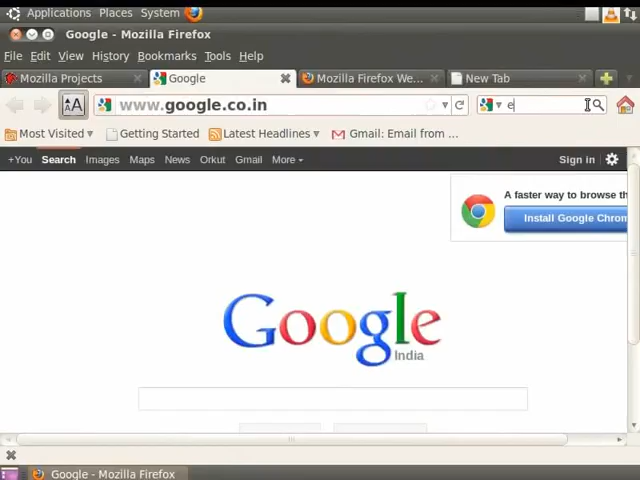 Applications Places System
Google - Mozilla Firefox
File Edit View History Bookmarks Tools Help
Mozilla Projects Google Mozilla Firefox We... New Tab
www.google.co.in e
Most Visited Getting Started Latest Headlines Gmail: Email from ...
+You Search Images Maps News Orkut Gmail More Sign in
A faster way to browse th
Install Google Chrom
Google
India
Google - Mozilla Firefox